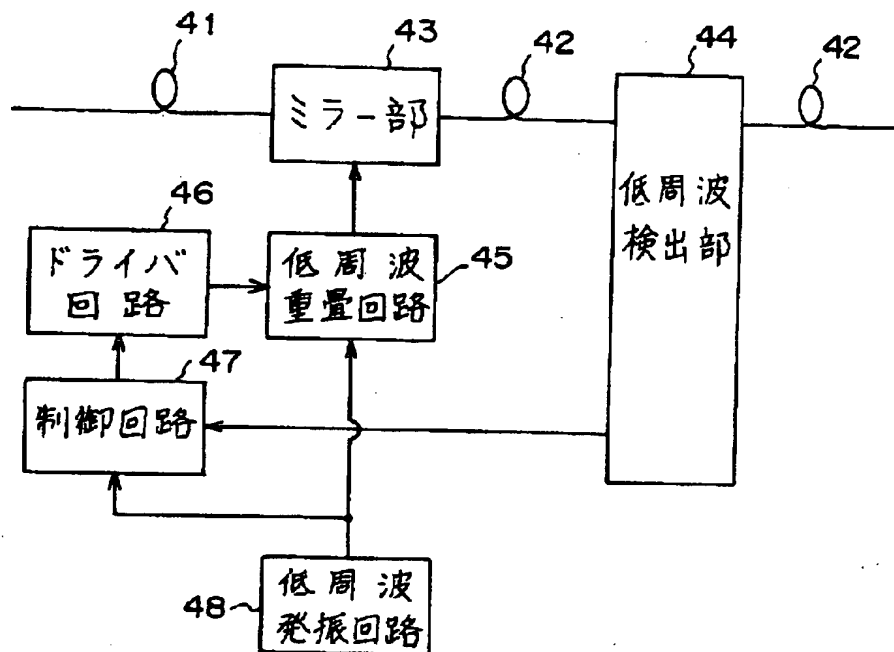 41
43
42
44
42
ミラー部
低周波
検出部
46
ドライバ
回路
低周波
重畳回路
45
47
制御回路
48
低周波
発振回路